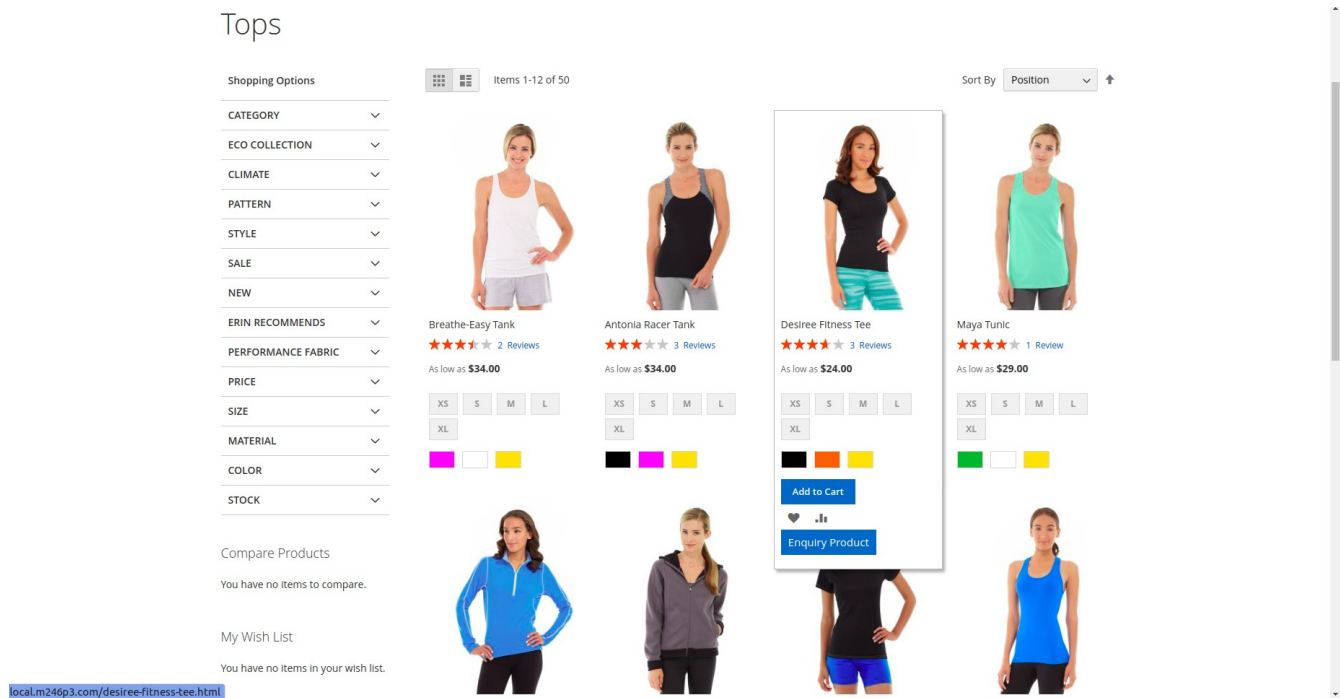 Tops
Shopping Options
Items 1-12 of 50
Sort By Position
CATEGORY
ECO COLLECTION
CLIMATE
PATTERN
STYLE
SALE
NEW
ERIN RECOMMENDS
PERFORMANCE FABRIC
PRICE
SIZE
MATERIAL
COLOR
STOCK
Compare Products
You have no items to compare.
My Wish List
You have no items in your wish list.
Breathe-Easy Tank
2 Reviews
As low as $34.00
XS S M L
XL
Antonia Racer Tank
3 Reviews
As low as $34.00
XS S M L
XL
Desiree Fitness Tee
3 Reviews
As low as $24.00
XS S M L
XL
Add to Cart
Enquiry Product
Maya Tunic
1 Review
As low as $29.00
XS S M L
XL
local.m246p3.com/desiree-fitness-tee.html